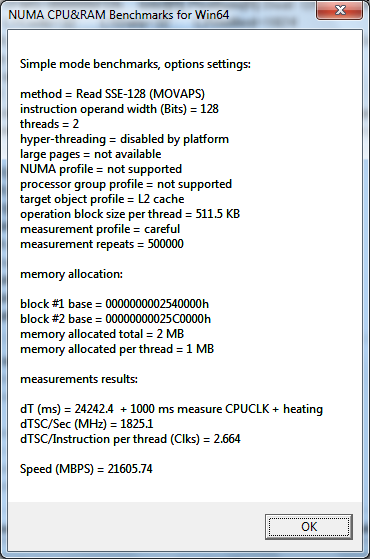 NUMA CPU&RAM Benchmarks for Win64
Simple mode benchmarks, options settings:
method = Read SSE-128 (MOVAPS)
instruction operand width (Bits) = 128
threads = 2
hyper-threading = disabled by platform
large pages = not available
NUMA profile = not supported
processor group profile = not supported
target object profile = L2 cache
operation block size per thread = 511.5 KB
measurement profile = careful
measurement repeats = 500000
memory allocation:
block #1 base = 0000000002540000h
block #2 base = 00000000025C0000h
memory allocated total = 2 MB
memory allocated per thread = 1 MB
measurements results:
dT (ms) = 24242.4  + 1000 ms measure CPUCLK + heating
dTSC/Sec (MHz) = 1825.1
dTSC/Instruction per thread (Clks) = 2.664
Speed (MBPS) = 21605.74
OK